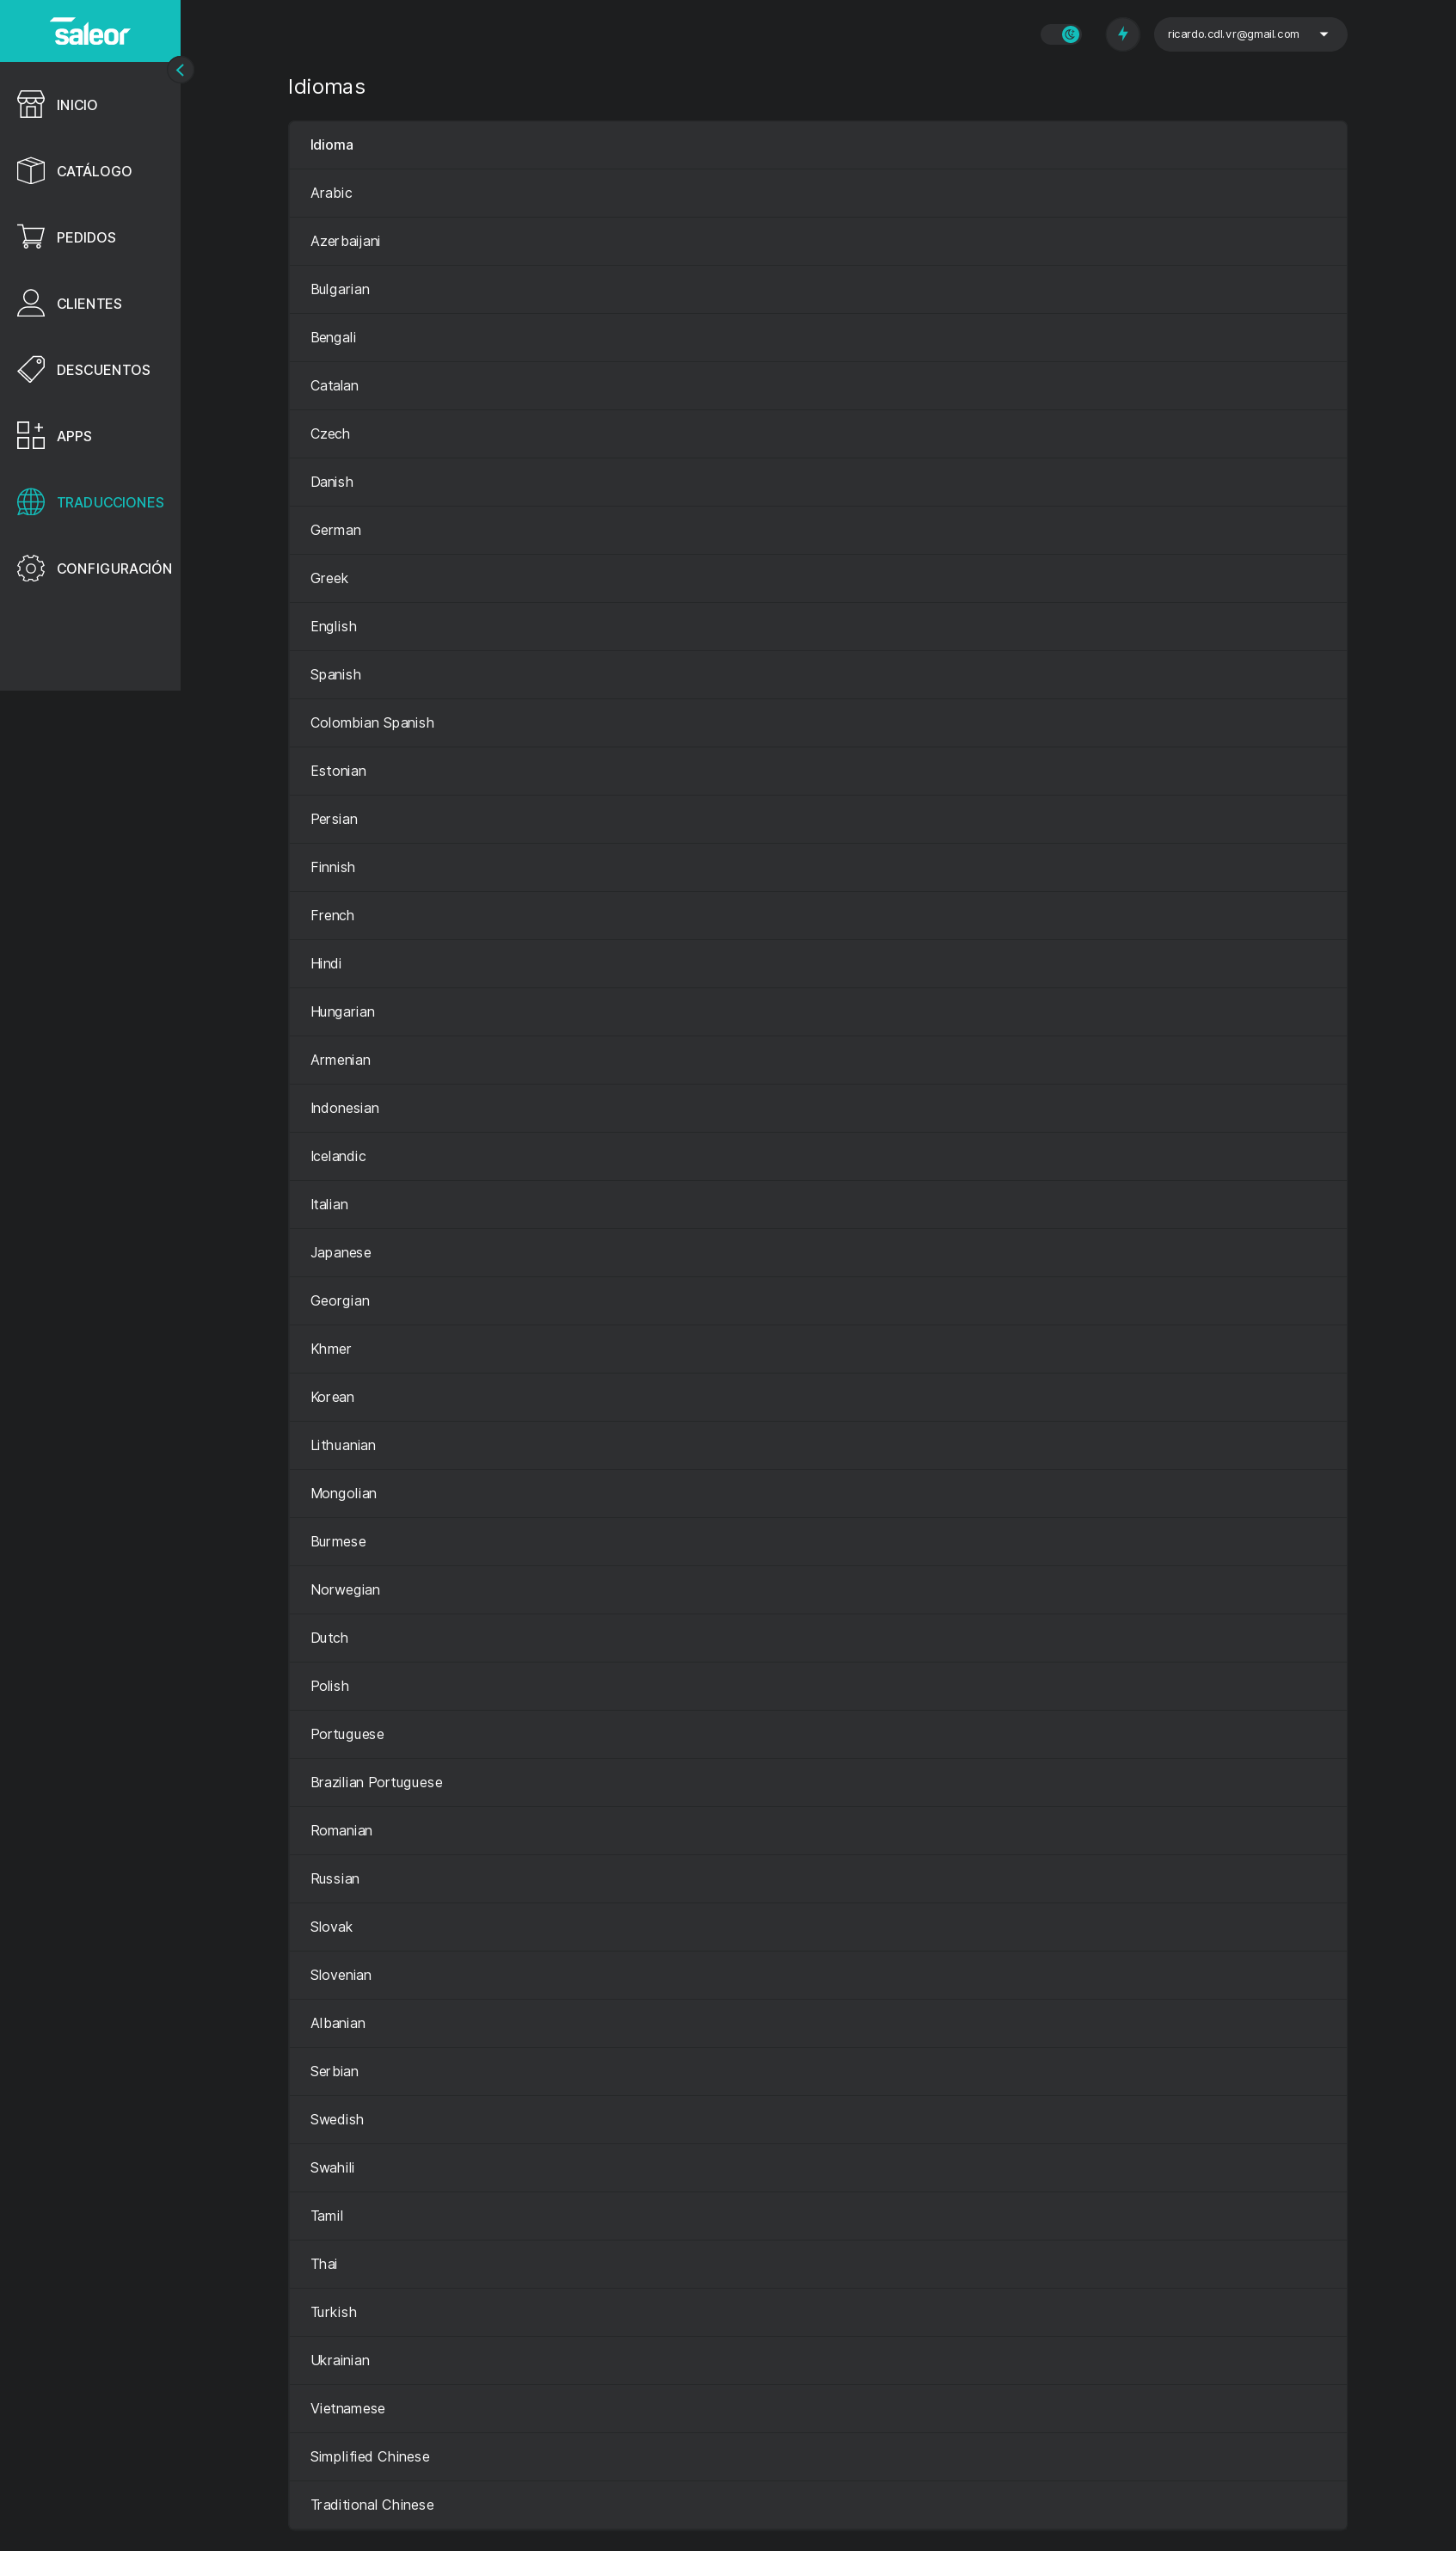 saleor
INICIO
CATÁLOGO
PEDIDOS
CLIENTES
DESCUENTOS
APPS
TRADUCCIONES
CONFIGURACIÓN
ricardo.cdl.vr@gmail.com
Idiomas
Idioma
Arabic
Azerbaijani
Bulgarian
Bengali
Catalan
Czech
Danish
German
Greek
English
Spanish
Colombian Spanish
Estonian
Persian
Finnish
French
Hindi
Hungarian
Armenian
Indonesian
Icelandic
Italian
Japanese
Georgian
Khmer
Korean
Lithuanian
Mongolian
Burmese
Norwegian
Dutch
Polish
Portuguese
Brazilian Portuguese
Romanian
Russian
Slovak
Slovenian
Albanian
Serbian
Swedish
Swahili
Tamil
Thai
Turkish
Ukrainian
Vietnamese
Simplified Chinese
Traditional Chinese